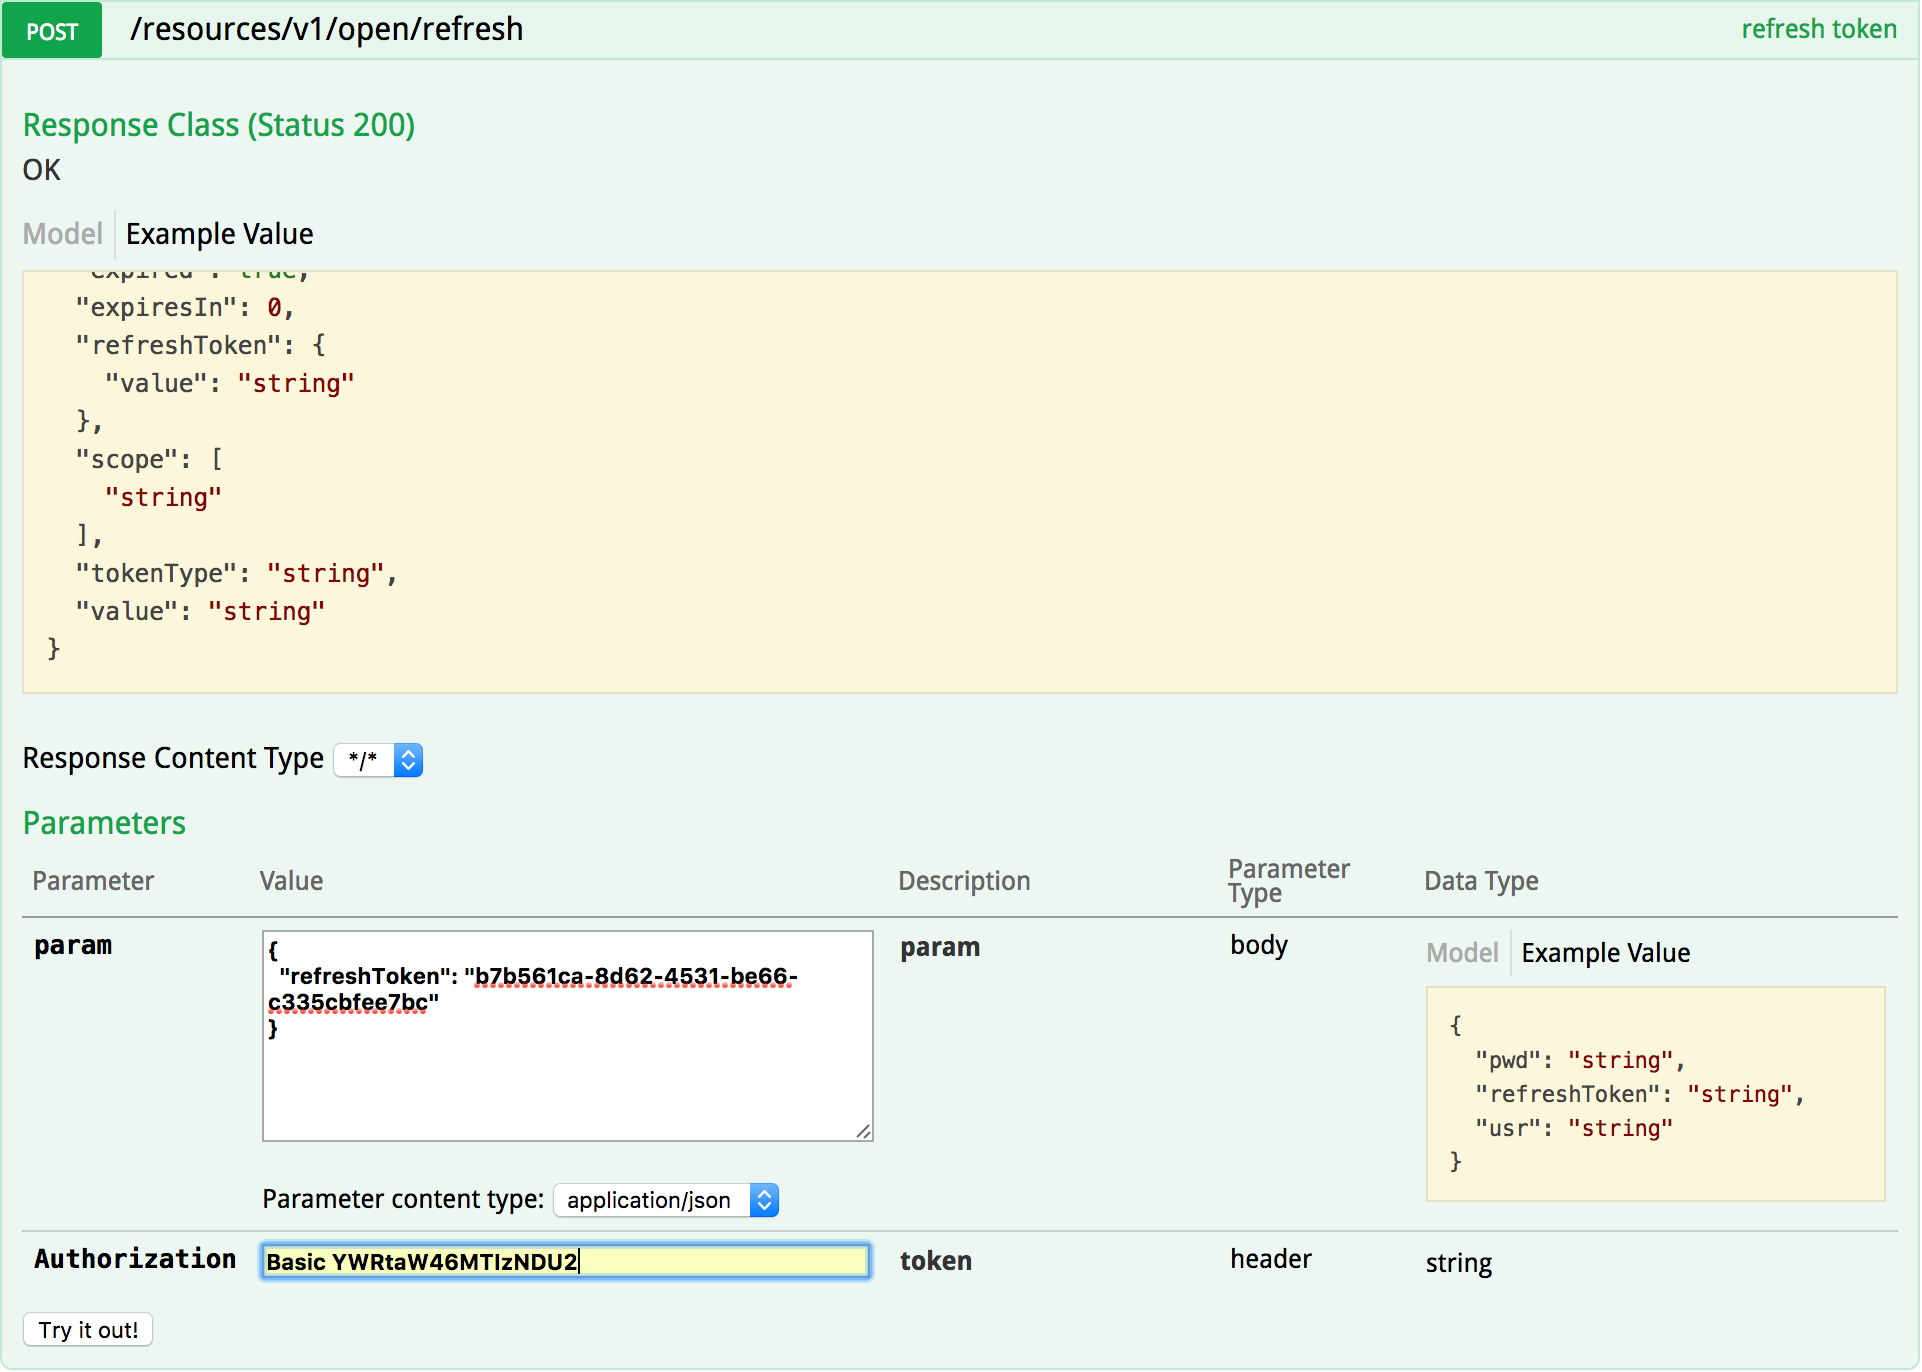 POST /resources/v1/open/refresh refresh token
Response Class (Status 200)
OK
Model Example Value
"expired": true,
"expiresIn": 0,
"refreshToken": {
"value": "string"
},
"scope": [
"string"
],
"tokenType": "string",
"value": "string"
}
Response Content Type */*
Parameters
Parameter Value Description Parameter Type Data Type
param
{
"refreshToken": "b7b561ca-8d62-4531-be66-
c335cbfee7bc"
}
Parameter content type: application/json
param
body
Model Example Value
{
"pwd": "string",
"refreshToken": "string",
"usr": "string"
}
Authorization Basic YWRtaW46MTIzNDU2 token header string
Try it out!